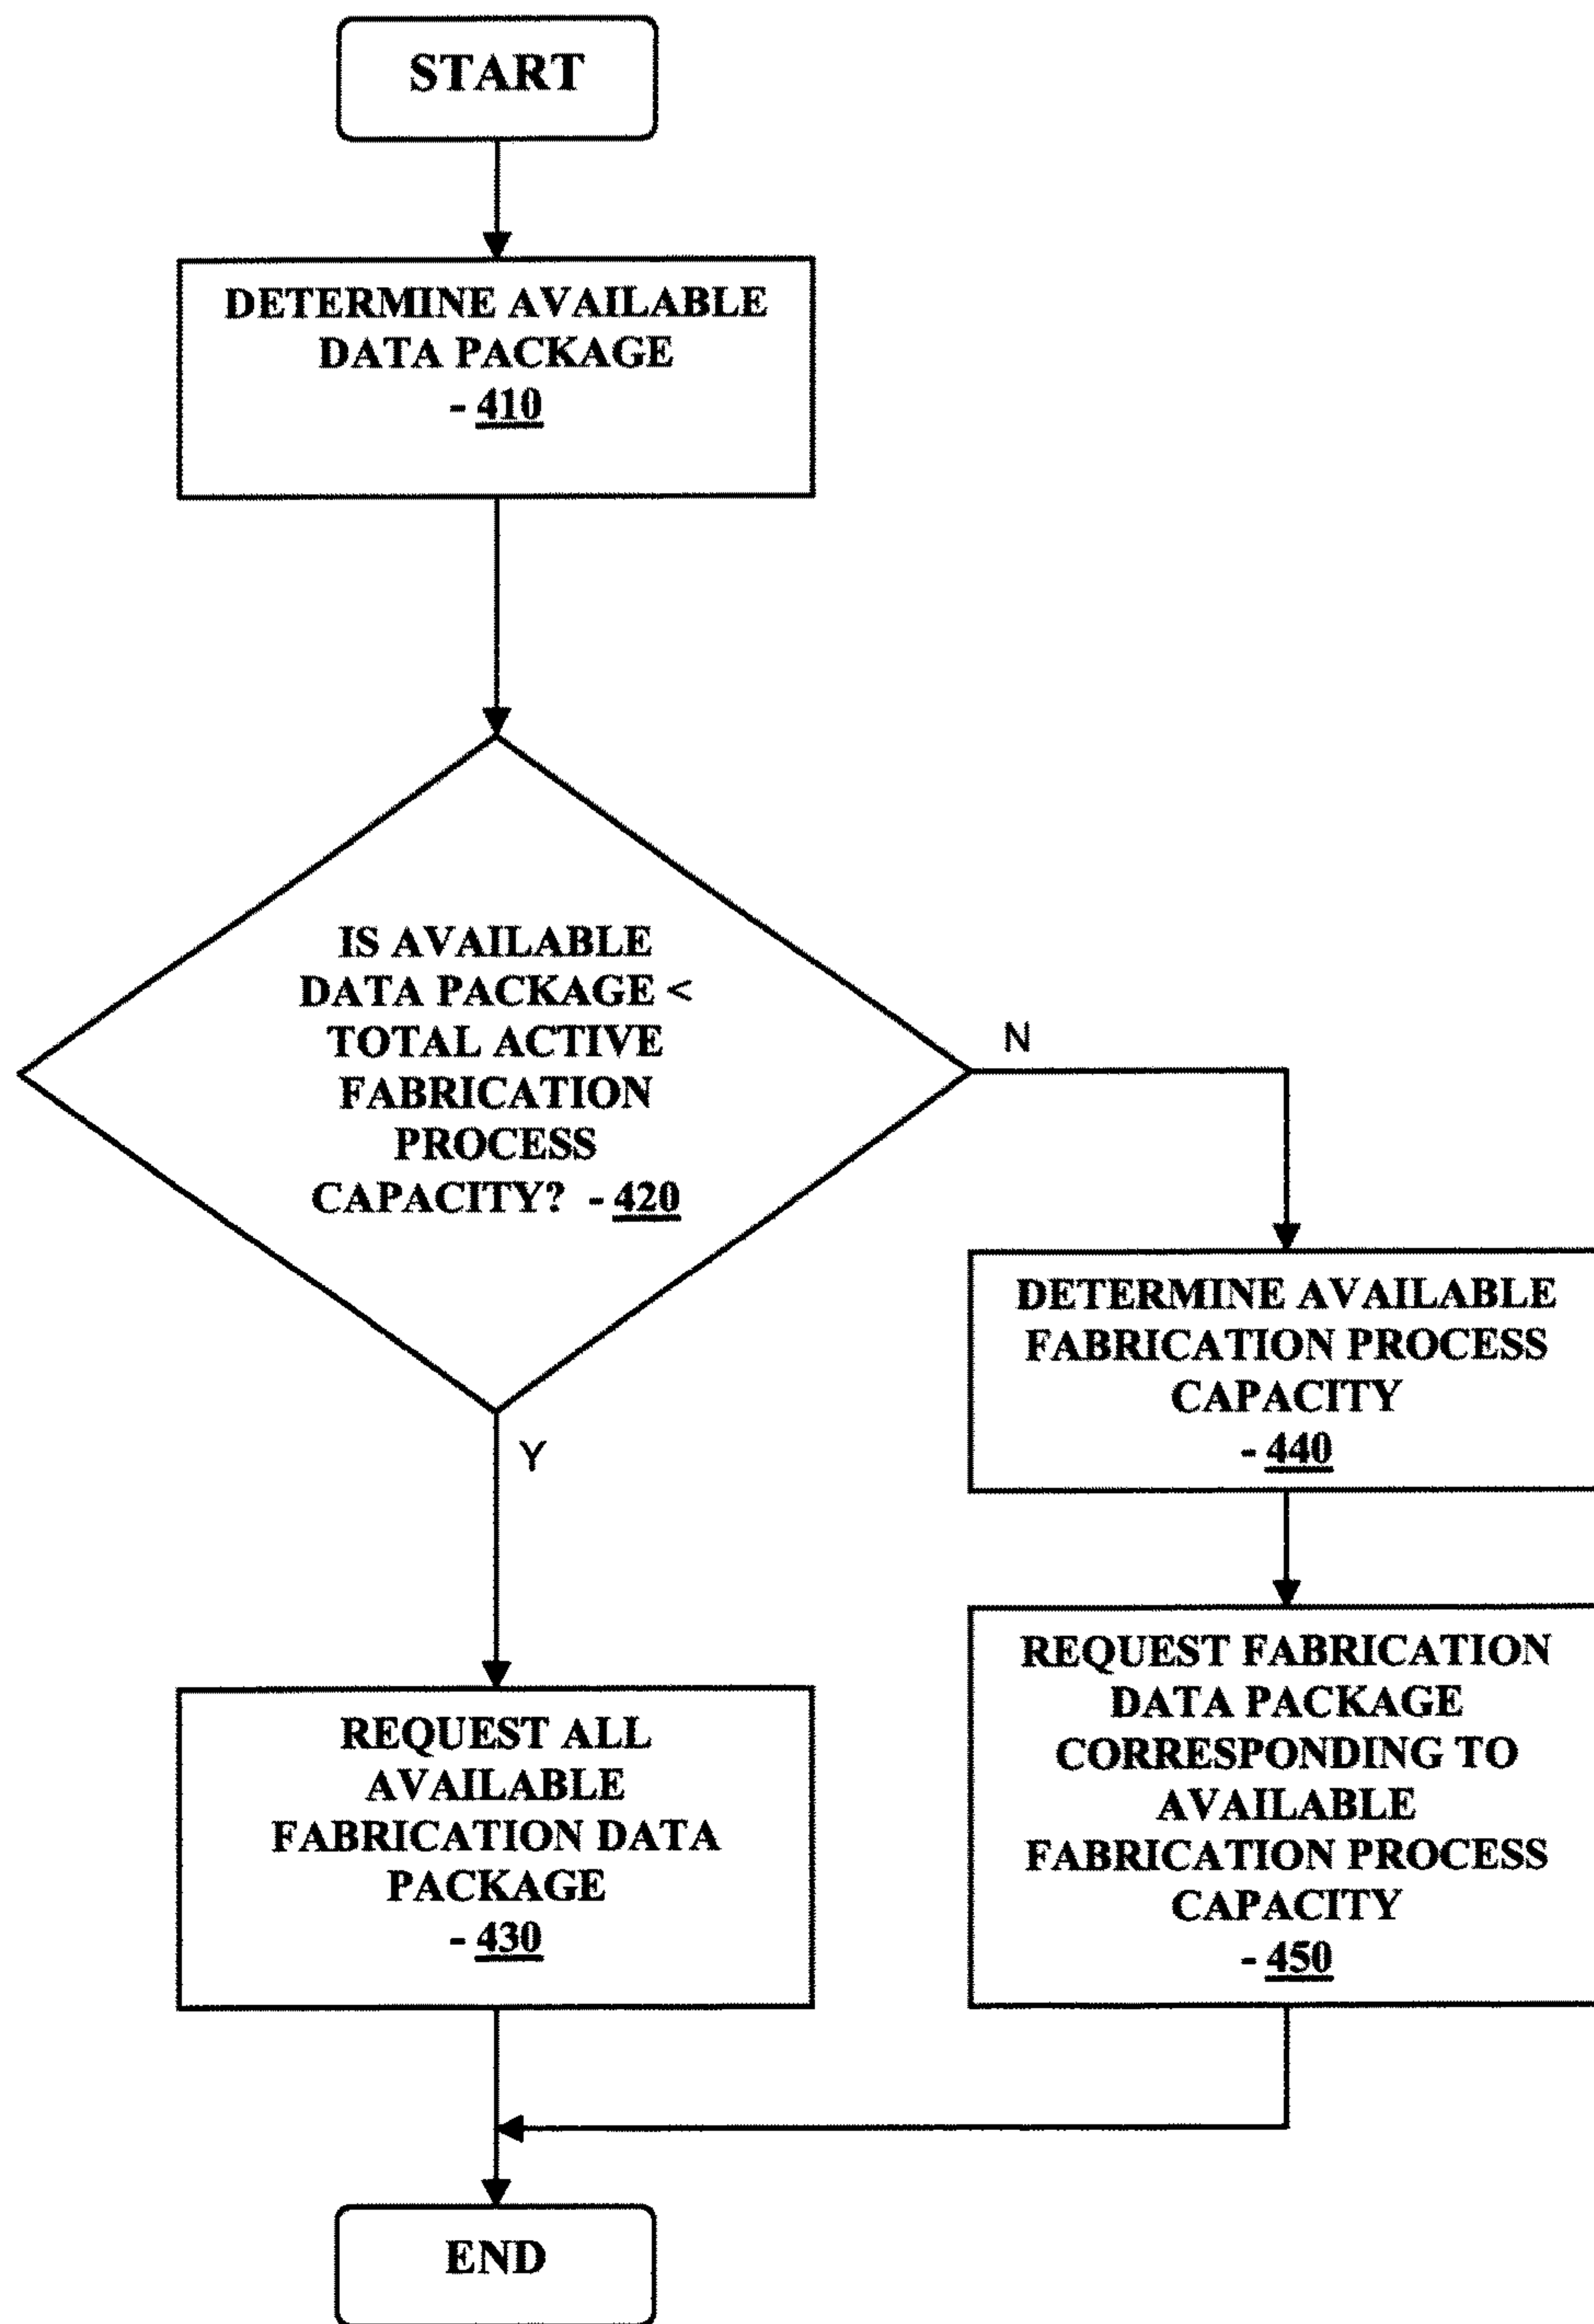 START
DETERMINE AVAILABLE
DATA PACKAGE
- 410
IS AVAILABLE
DATA PACKAGE <
TOTAL ACTIVE
FABRICATION
PROCESS
CAPACITY? - 420
N
Y
DETERMINE AVAILABLE
FABRICATION PROCESS
CAPACITY
- 440
REQUEST ALL
AVAILABLE
FABRICATION DATA
PACKAGE
- 430
REQUEST FABRICATION
DATA PACKAGE
CORRESPONDING TO
AVAILABLE
FABRICATION PROCESS
CAPACITY
- 450
END